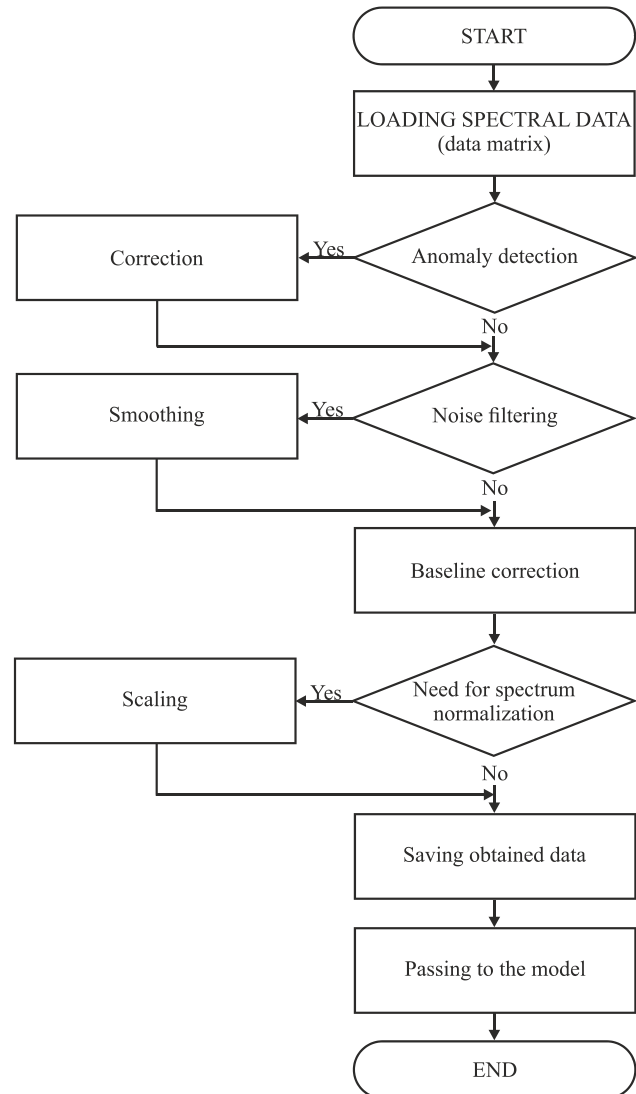 START
LOADING SPECTRAL DATA
(data matrix)
Yes
Correction
Anomaly detection
No
Smoothing
Yes
Noise filtering
No
Baseline correction
Scaling
Yes
Need for spectrum
normalization
No
Saving obtained data
Passing to the model
END